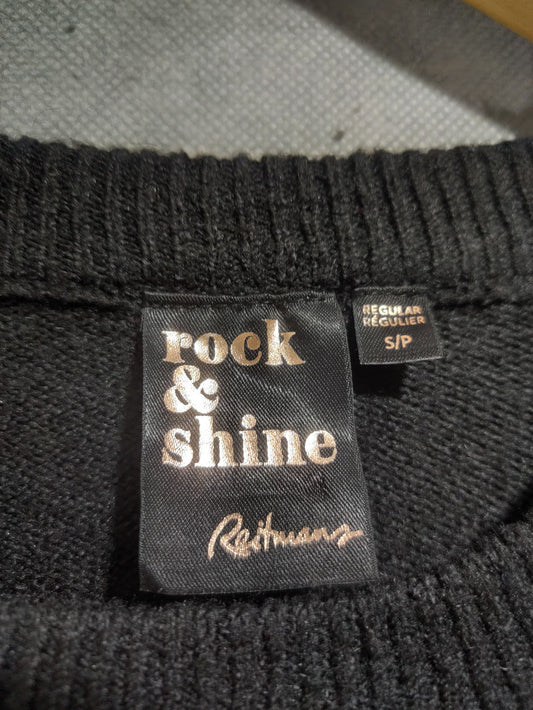 rock
&
shine
Reitmans
REGULAR
RÉGULIER
S/P